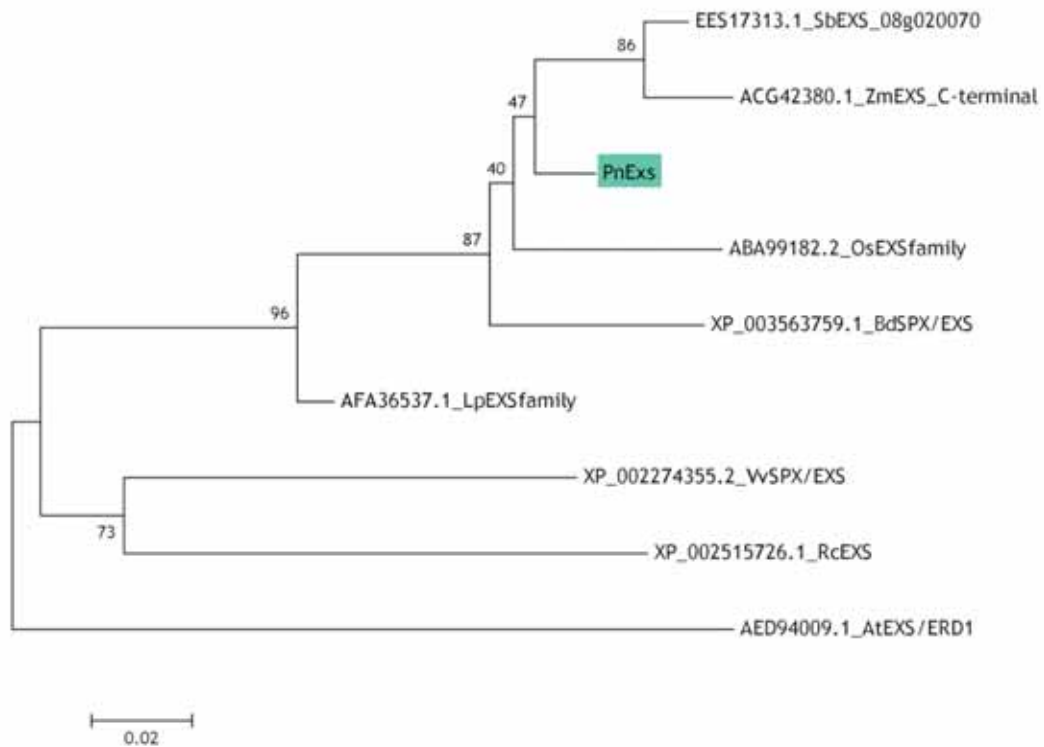 EES17313.1_SbEXS_08g020070
86
ACG42380.1_ZmEXS_C-terminal
47
PnExs
40
ABA99182.2_OsEXSfamily
87
XP_003563759.1_BdSPX/EXS
96
AFA36537.1_LpEXSfamily
XP_002274355.2_VvSPX/EXS
73
XP_002515726.1_RcEXS
AED94009.1_AtEXS/ERD1
0.02